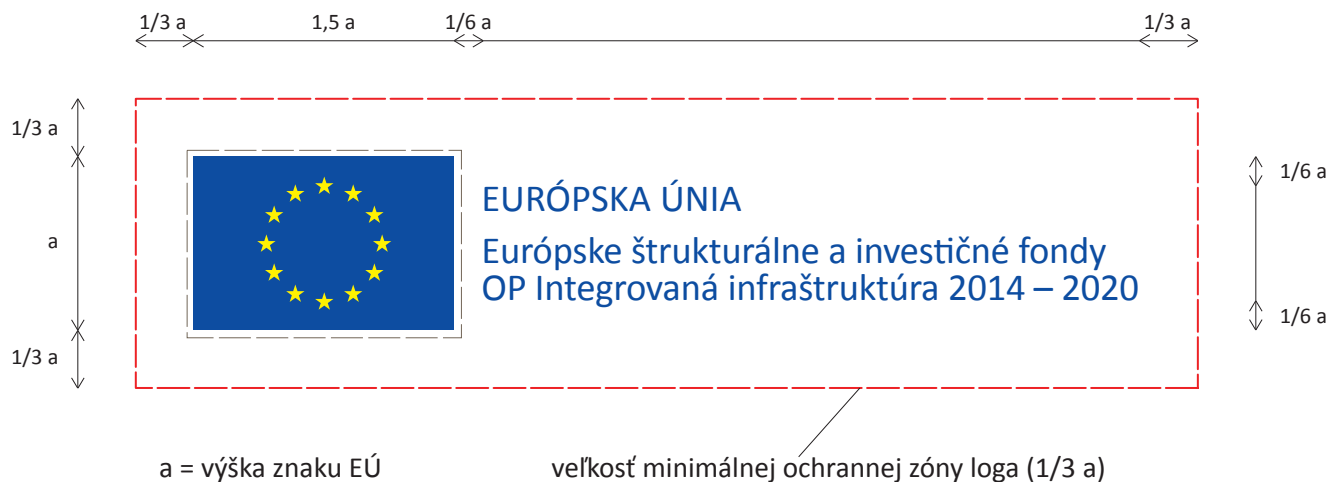 1/3 a 1,5 a 1/6 a 1/3 a
1/3 a
a
1/3 a
EURÓPSKA ÚNIA
Európske štrukturálne a investičné fondy
OP Integrovaná infraštruktúra 2014 – 2020
1/6 a
1/6 a
a = výška znaku EÚ
veľkosť minimálnej ochrannej zóny loga (1/3 a)